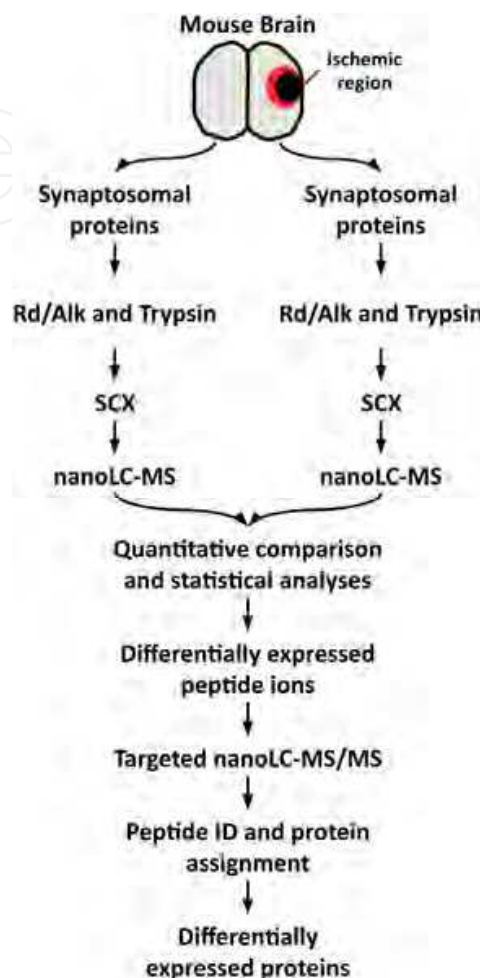 Mouse Brain
Ischemic
region
Synaptosomal
proteins
Synaptosomal
proteins
Rd/Alk and Trypsin
Rd/Alk and Trypsin
SCX
SCX
nanoLC-MS
nanoLC-MS
Quantitative comparison
and statistical analyses
Differentially expressed
peptide ions
Targeted nanoLC-MS/MS
Peptide ID and protein
assignment
Differentially
expressed proteins